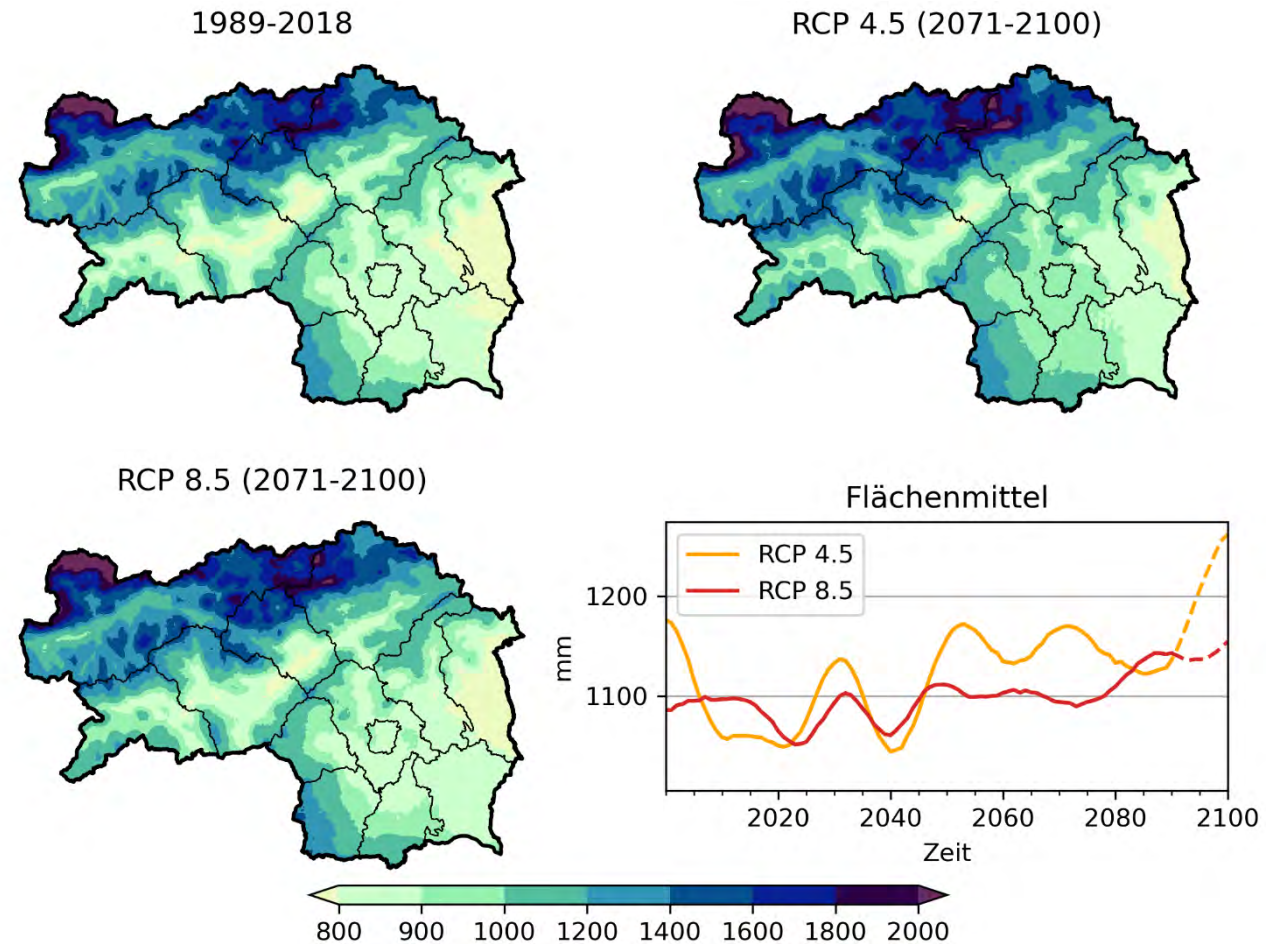 1989-2018
RCP 4.5 (2071-2100)
RCP 8.5 (2071-2100)
Flächenmittel
RCP 4.5
RCP 8.5
1200
1100
mm
2020 2040 2060 2080 2100
Zeit
800 900 1000 1200 1400 1600 1800 2000